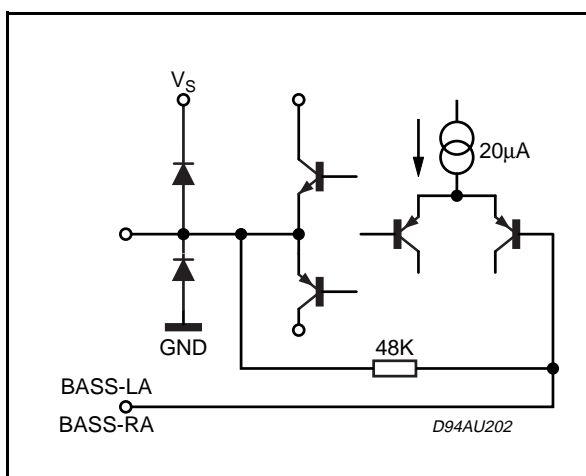 VS
20μA
GND
48K
BASS-LA
BASS-RA
D94AU202